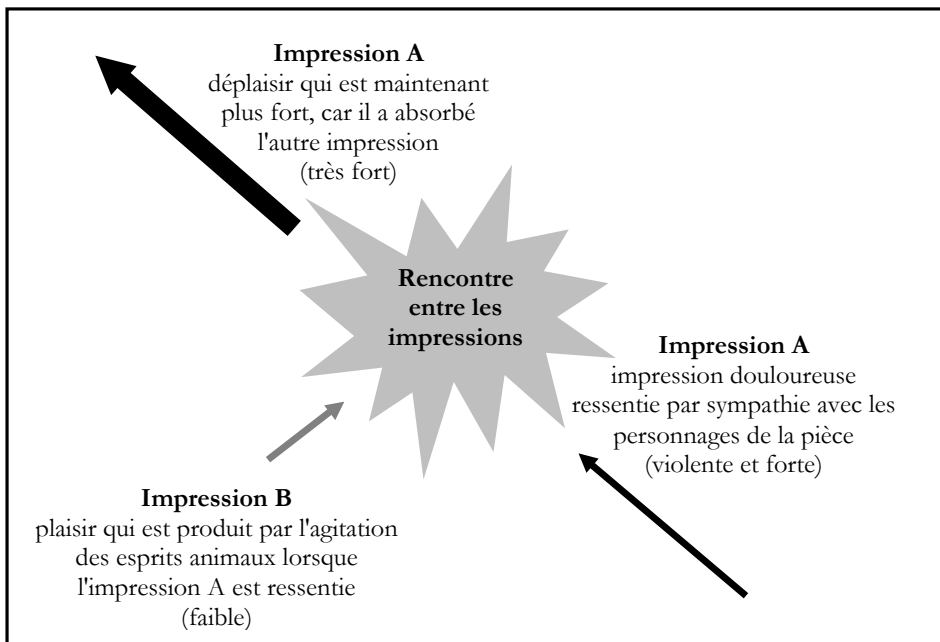 Impression A
déplaisir qui est maintenant
plus fort, car il a absorbé
l'autre impression
(très fort)
Rencontre
entre les
impressions
Impression A
impression douloureuse
ressentie par sympathie avec les
personnages de la pièce
(violente et forte)
Impression B
plaisir qui est produit par l'agitation
des esprits animaux lorsque
l'impression A est ressentie
(faible)